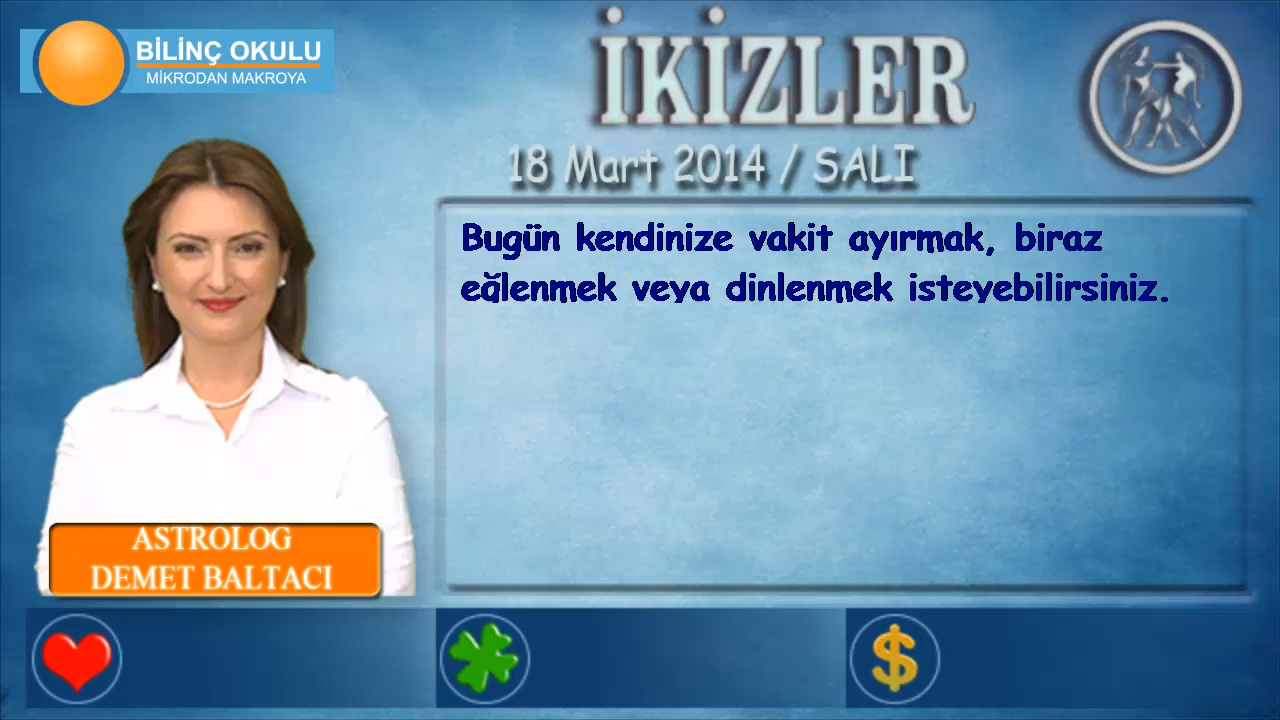 BİLİNÇ OKULU
MİKRODAN MAKROYA
İKİZLER
18 Mart 2014 / SALI
Bugün kendinize vakit ayırmak, biraz
eğlenmek veya dinlenmek isteyebilirsiniz.
ASTROLOG
DEMET BALTACI
$